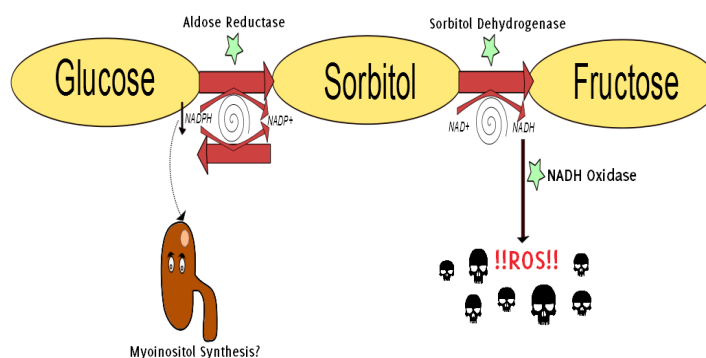 Aldose Reductase
Sorbitol Dehydrogenase
Glucose
Sorbitol
Fructose
NADPH
NADP+
NAD+
NADH
NADH Oxidase
!!ROS!!
Myoinositol Synthesis?